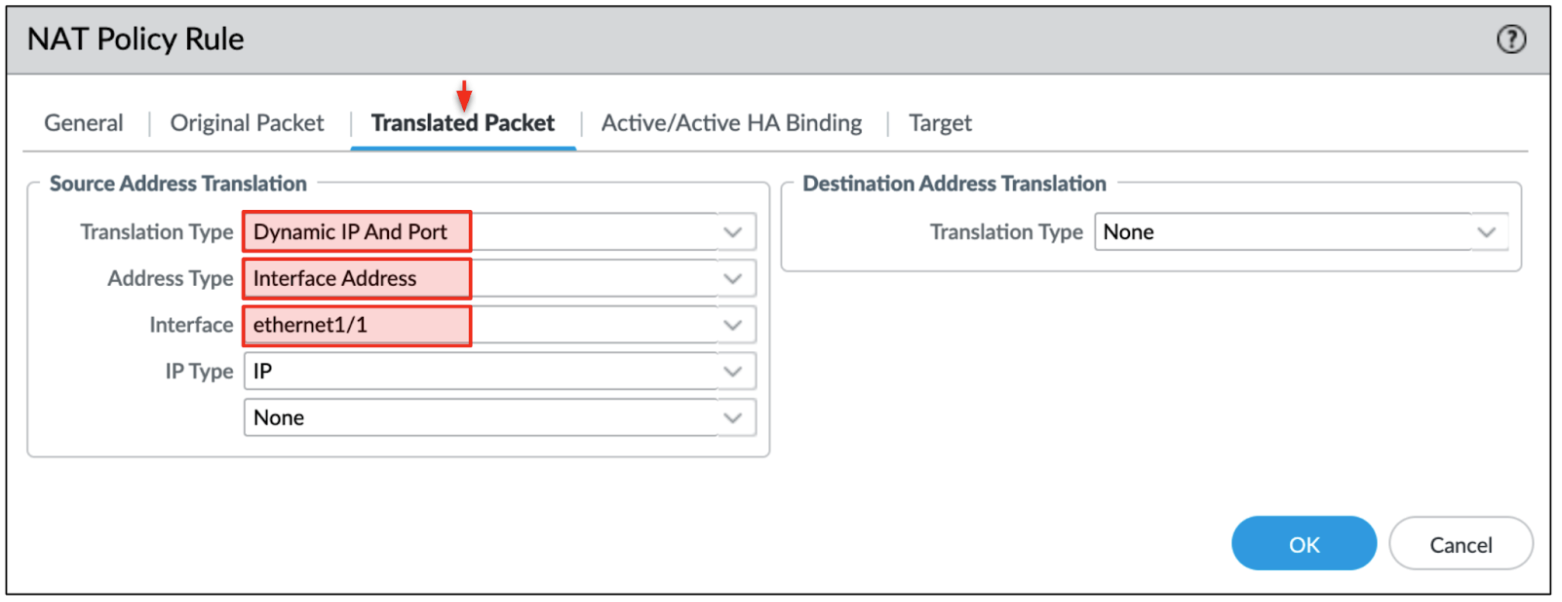 NAT Policy Rule
?
General
Original Packet
Translated Packet
Active/Active HA Binding
Target
Source Address Translation
Translation Type Dynamic IP And Port
Address Type Interface Address
Interface ethernet1/1
IP Type IP
None
Destination Address Translation
Translation Type None
OK
Cancel